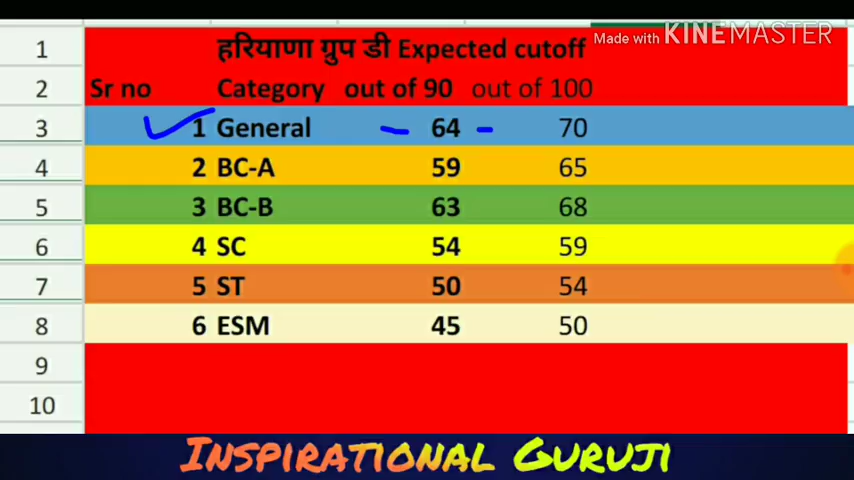 Made with KINEMASTER
1 हरियाणा ग्रुप डी Expected cutoff
2 Sr no Category out of 90 out of 100
3 1 General 64 70
4 2 BC-A 59 65
5 3 BC-B 63 68
6 4 SC 54 59
7 5 ST 50 54
8 6 ESM 45 50
9
10
INSPIRATIONAL GURUJI